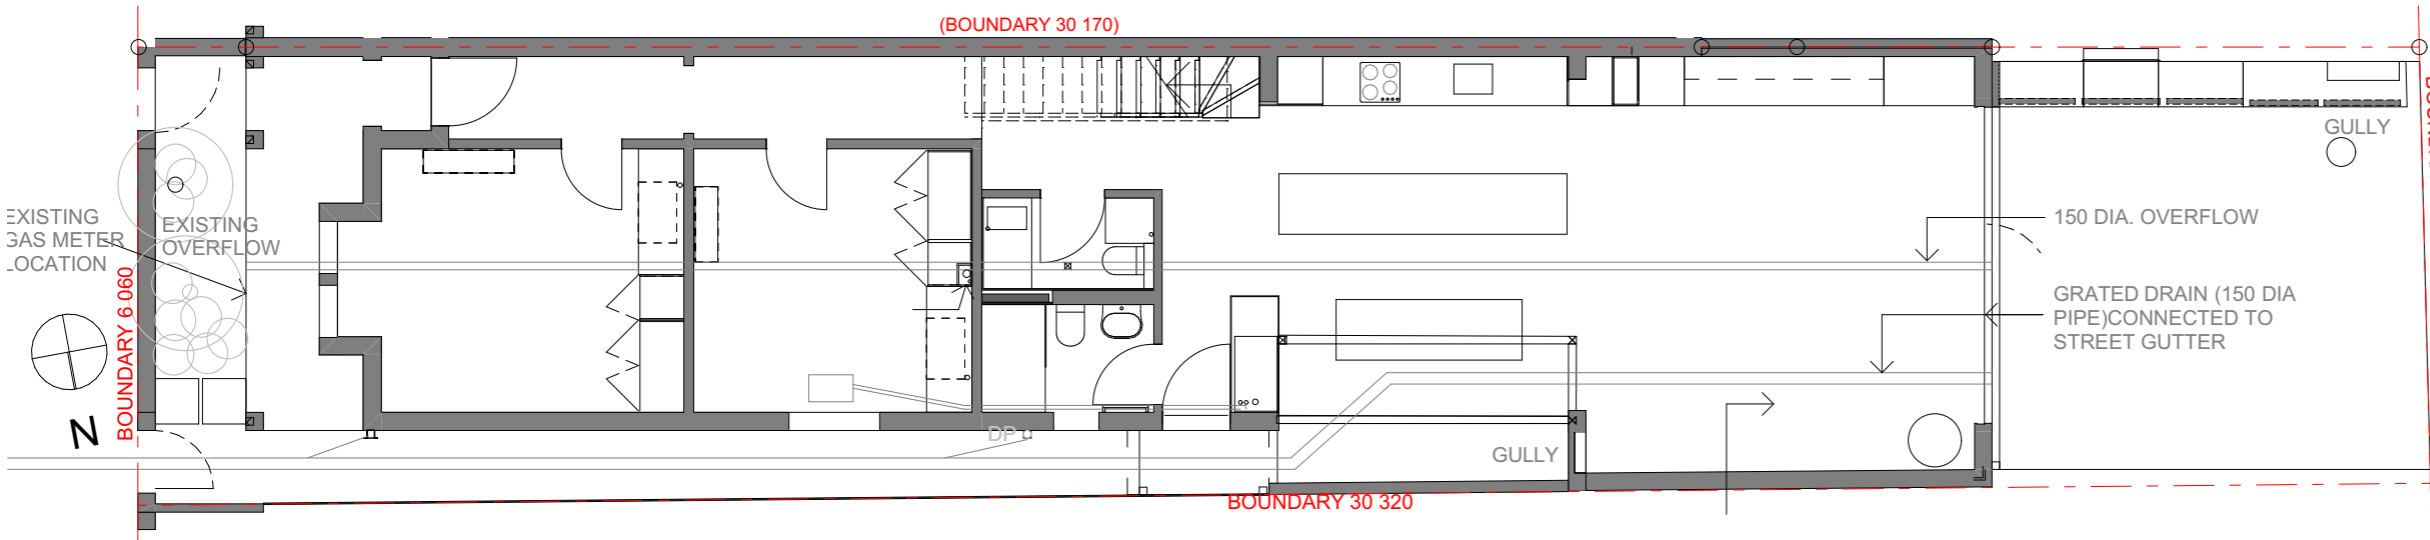 (BOUNDARY 30 170)
GULLY
EXISTING
GAS METER
LOCATION
EXISTING
OVERFLOW
150 DIA. OVERFLOW
GRATED DRAIN (150 DIA
PIPE)CONNECTED TO
STREET GUTTER
BOUNDARY 6 060
N
DP
GULLY
BOUNDARY 30 320